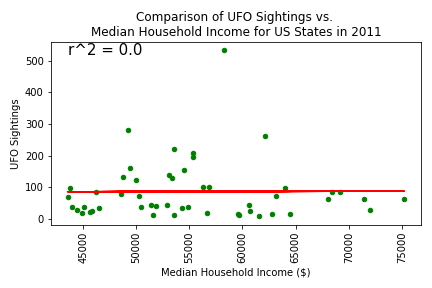 Comparison of UFO Sightings vs.
Median Household Income for US States in 2011
r^2 = 0.0
UFO Sightings
500
400
300
200
100
0
45000
50000
55000
60000
65000
70000
75000
Median Household Income ($)